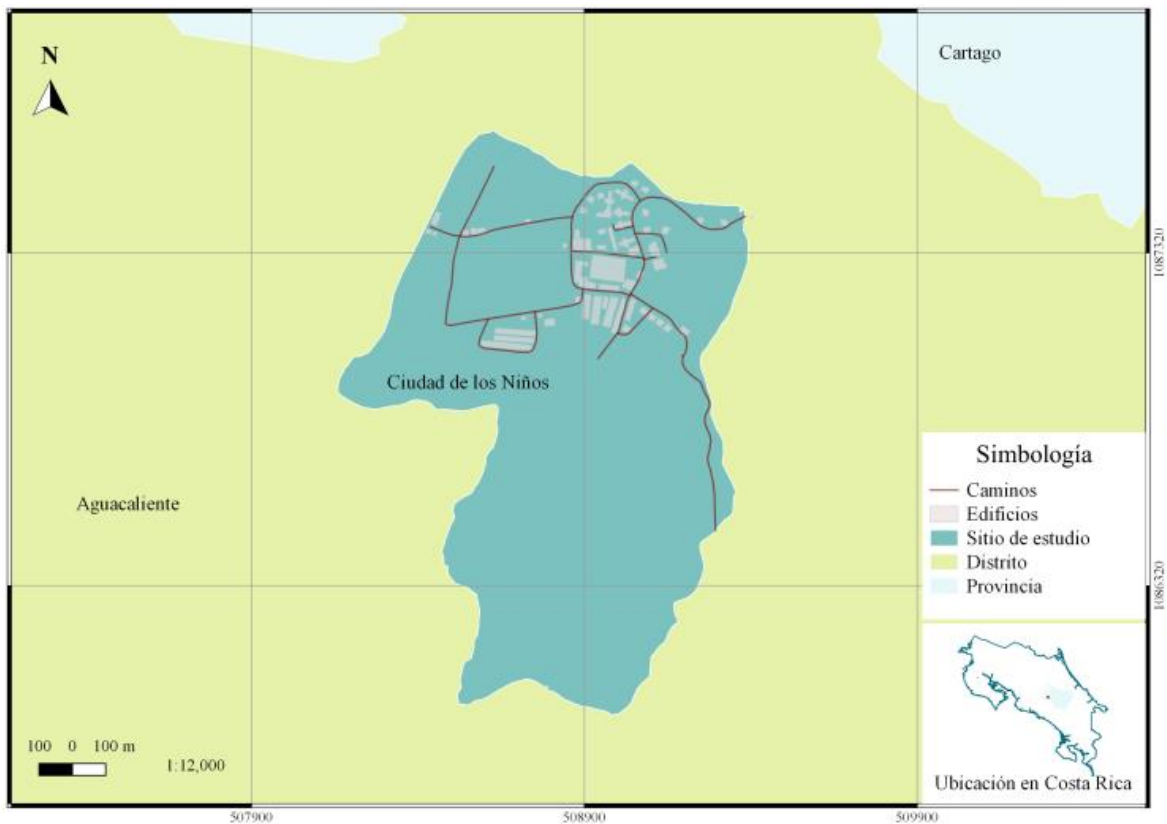 N
Cartago
1087320
Ciudad de los Niños
Aguacaliente
Simbología
Caminos
Edificios
Sitio de estudio
Distrito
Provincia
1086320
100 0 100 m
1:12,000
Ubicación en Costa Rica
507900 508900 509900